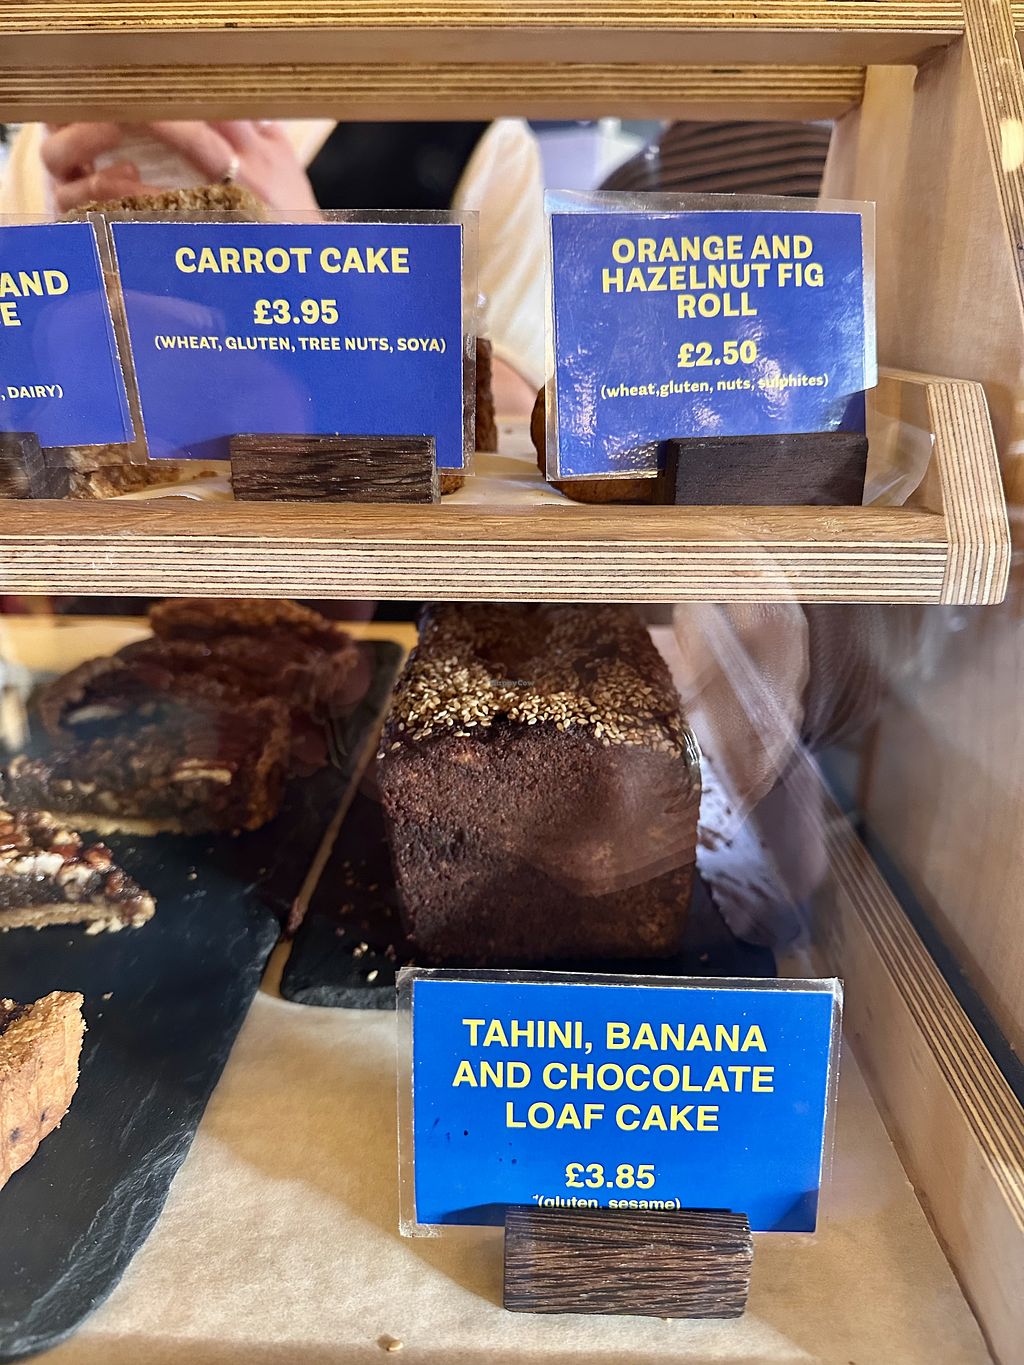 AND
E
, DAIRY)
CARROT CAKE
£3.95
(WHEAT, GLUTEN, TREE NUTS, SOYA)
ORANGE AND
HAZELNUT FIG
ROLL
£2.50
(wheat,gluten, nuts, sulphites)
HappyCow
TAHINI, BANANA
AND CHOCOLATE
LOAF CAKE
£3.85
(gluten, sesame)